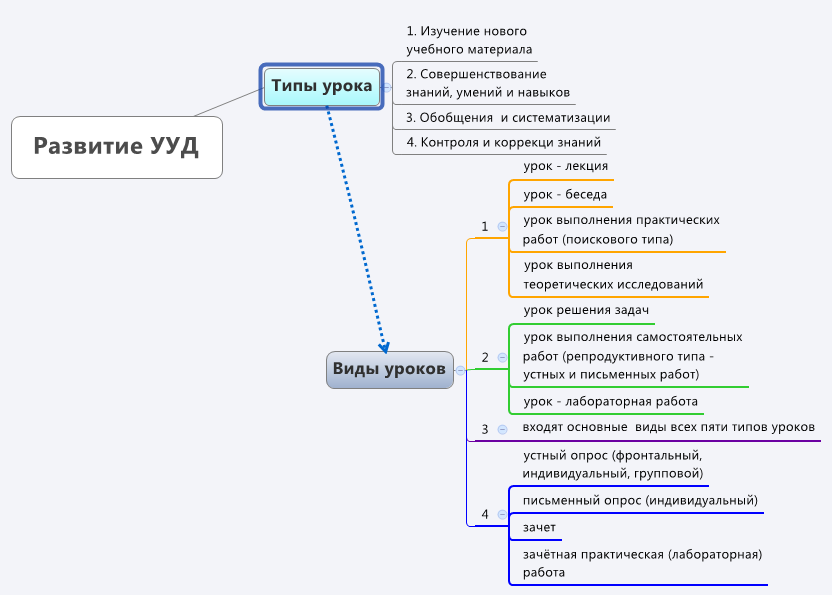 Развитие УУД
Типы урока
1. Изучение нового
учебного материала
2. Совершенствование
знаний, умений и навыков
3. Обобщения  и систематизации
4. Контроля и коррекци знаний
Виды уроков
1
урок - лекция
урок - беседа
урок выполнения практических
работ (поискового типа)
урок выполнения
теоретических исследований
2
урок решения задач
урок выполнения самостоятельных
работ (репродуктивного типа -
устных и письменных работ)
урок - лабораторная работа
3
входят основные  виды всех пяти типов уроков
4
устный опрос (фронтальный,
индивидуальный, групповой)
письменный опрос (индивидуальный)
зачет
зачётная практическая (лабораторная)
работа